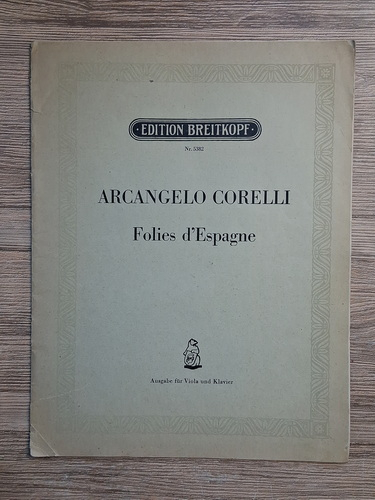 · EDITION BREITKOPF ·
Nr. 5382
ARCANGELO CORELLI
Folies d'Espagne
Ausgabe für Viola und Klavier